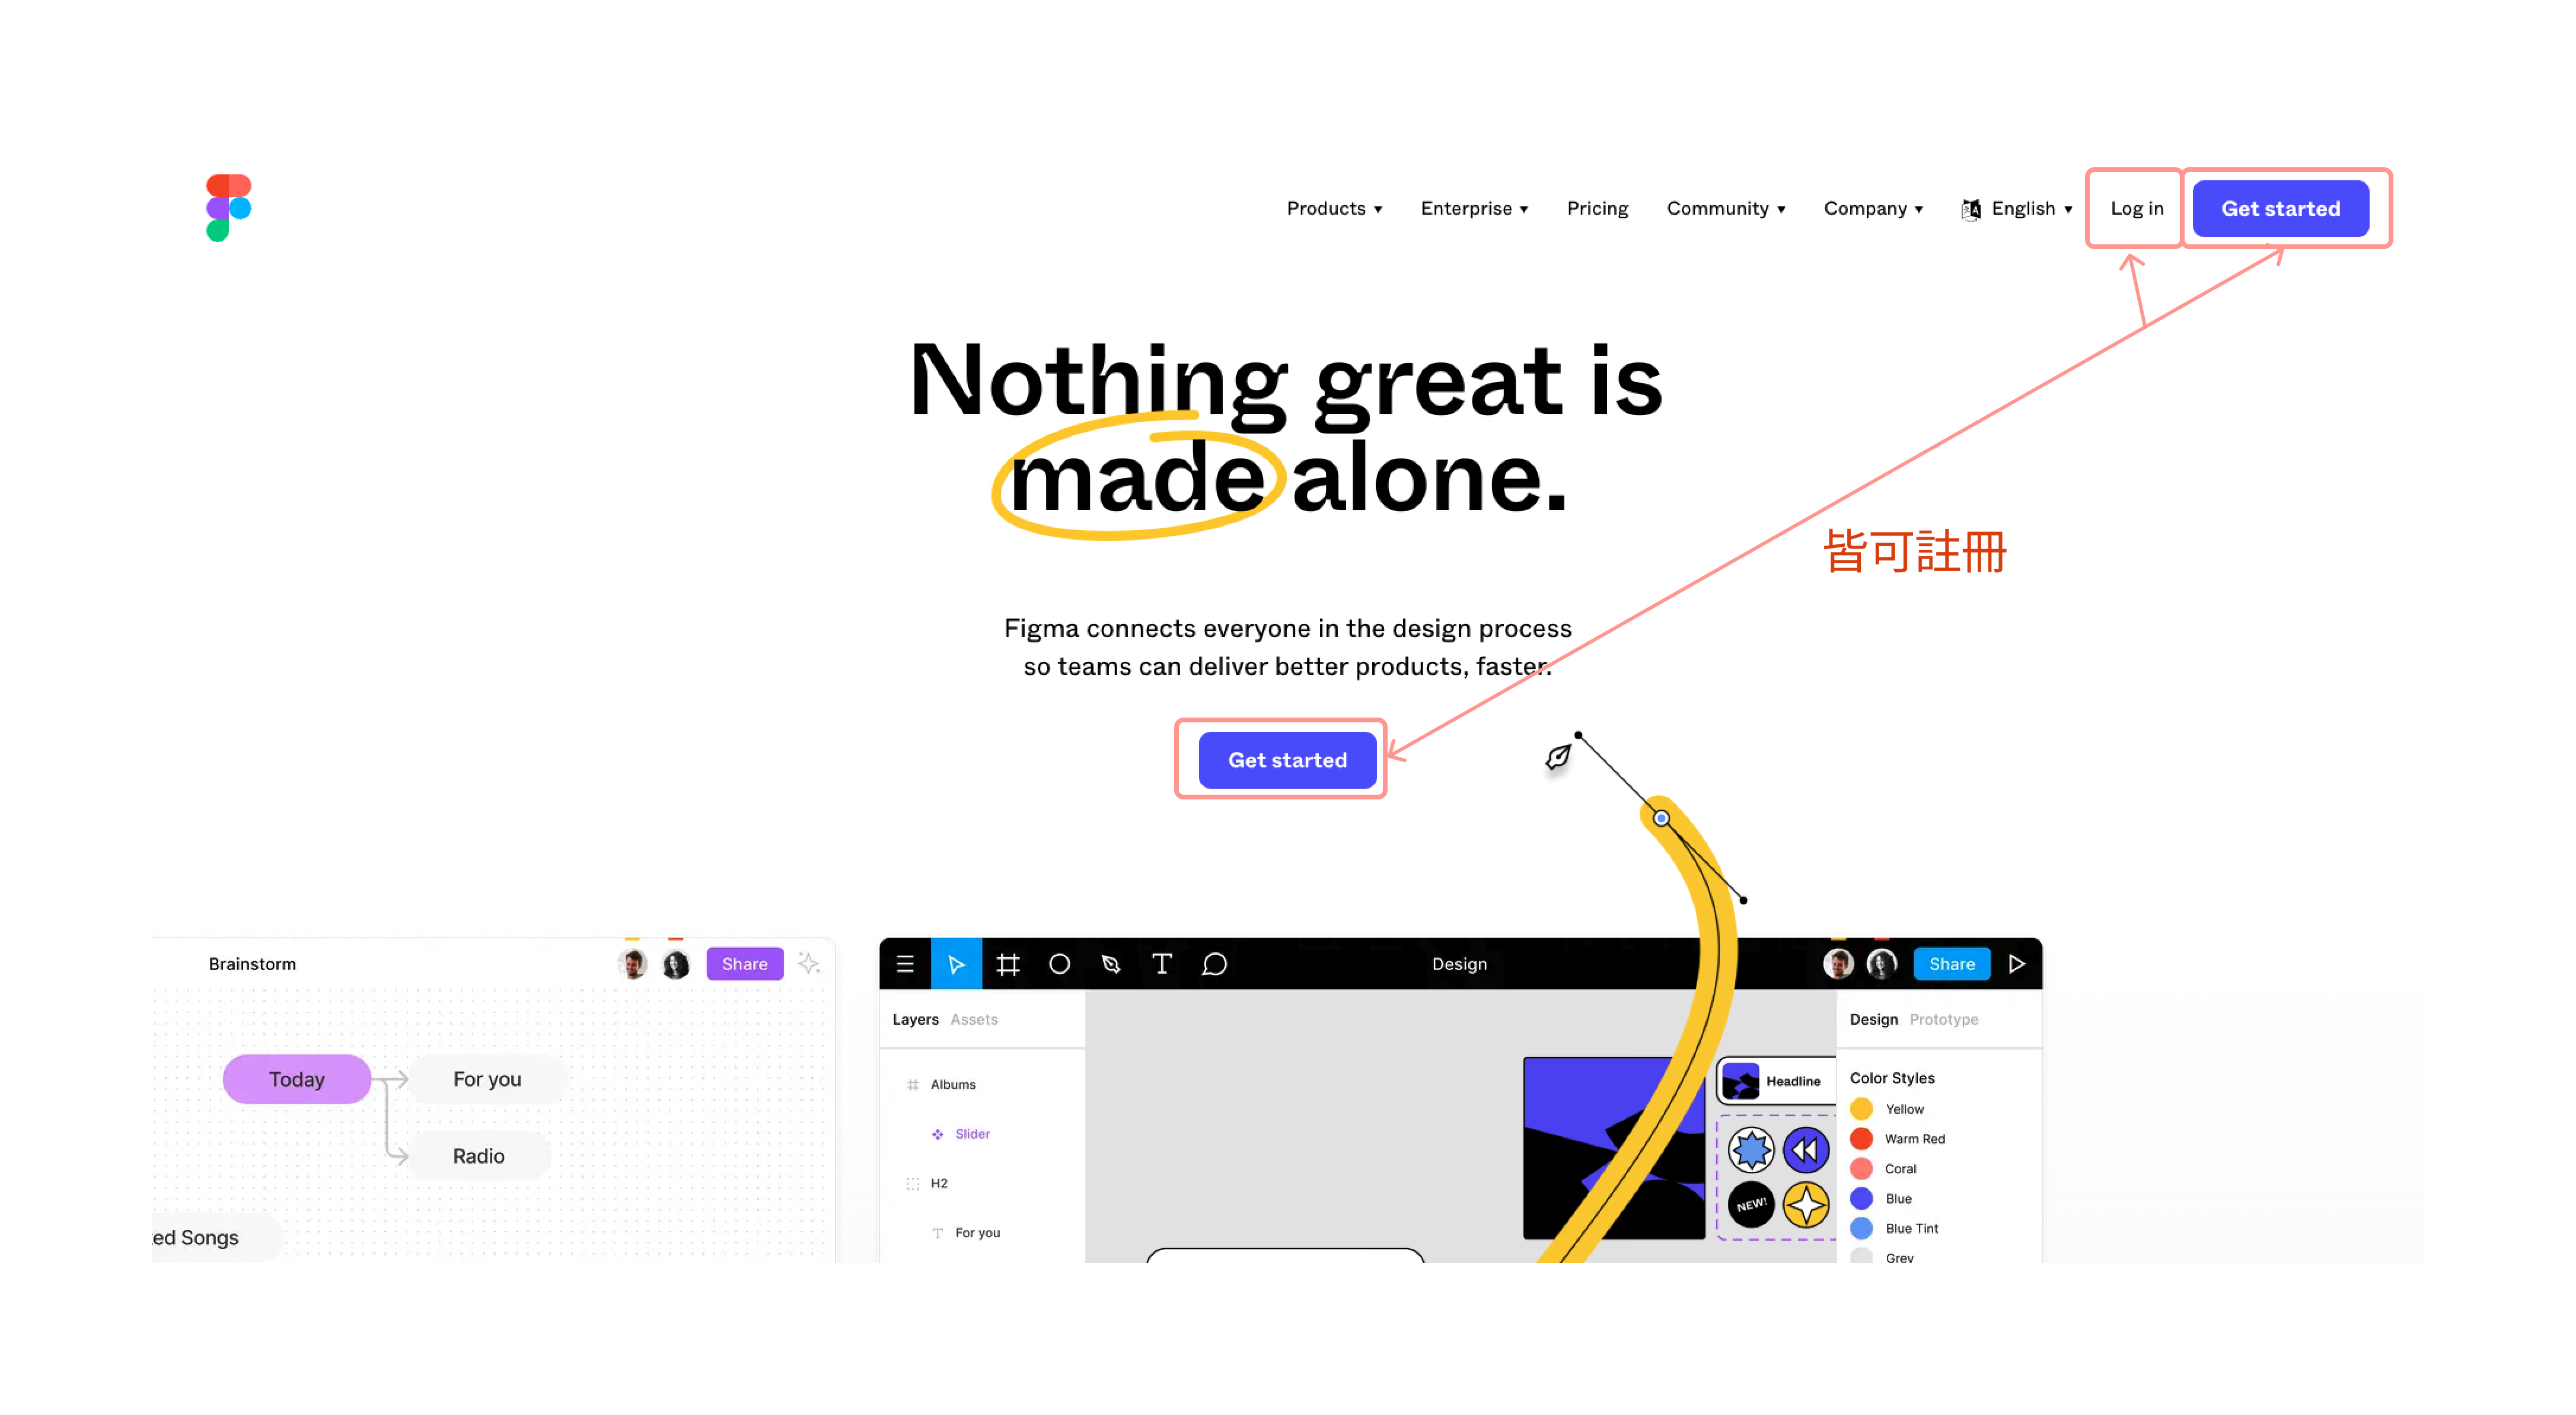 Products Enterprise Pricing Community Company English Log in Get started
Nothing great is
made alone.
皆可註冊
Figma connects everyone in the design process
so teams can deliver better products, faster.
Get started
Brainstorm Share
Today For you
Radio
ed Songs
Design Share
Layers Assets
Albums
Slider
H2
For you
Headline
NEW!
Design Prototype
Color Styles
Yellow
Warm Red
Coral
Blue
Blue Tint
Grey